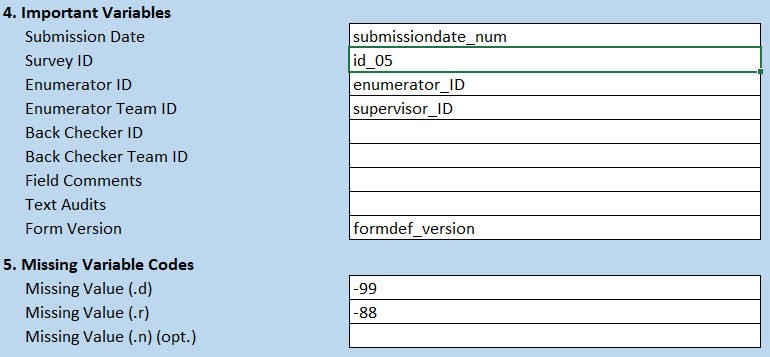 4. Important Variables
Submission Date submissiondate_num
Survey ID id_05
Enumerator ID enumerator_ID
Enumerator Team ID supervisor_ID
Back Checker ID
Back Checker Team ID
Field Comments
Text Audits
Form Version formdef_version
5. Missing Variable Codes
Missing Value (.d) -99
Missing Value (.r) -88
Missing Value (.n) (opt.)